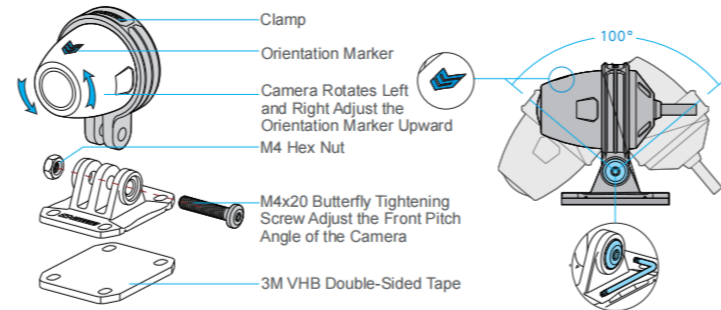 Clamp
Orientation Marker
100°
Camera Rotates Left
and Right Adjust the
Orientation Marker Upward
M4 Hex Nut
M4x20 Butterfly Tightening
Screw Adjust the Front Pitch
Angle of the Camera
3M VHB Double-Sided Tape